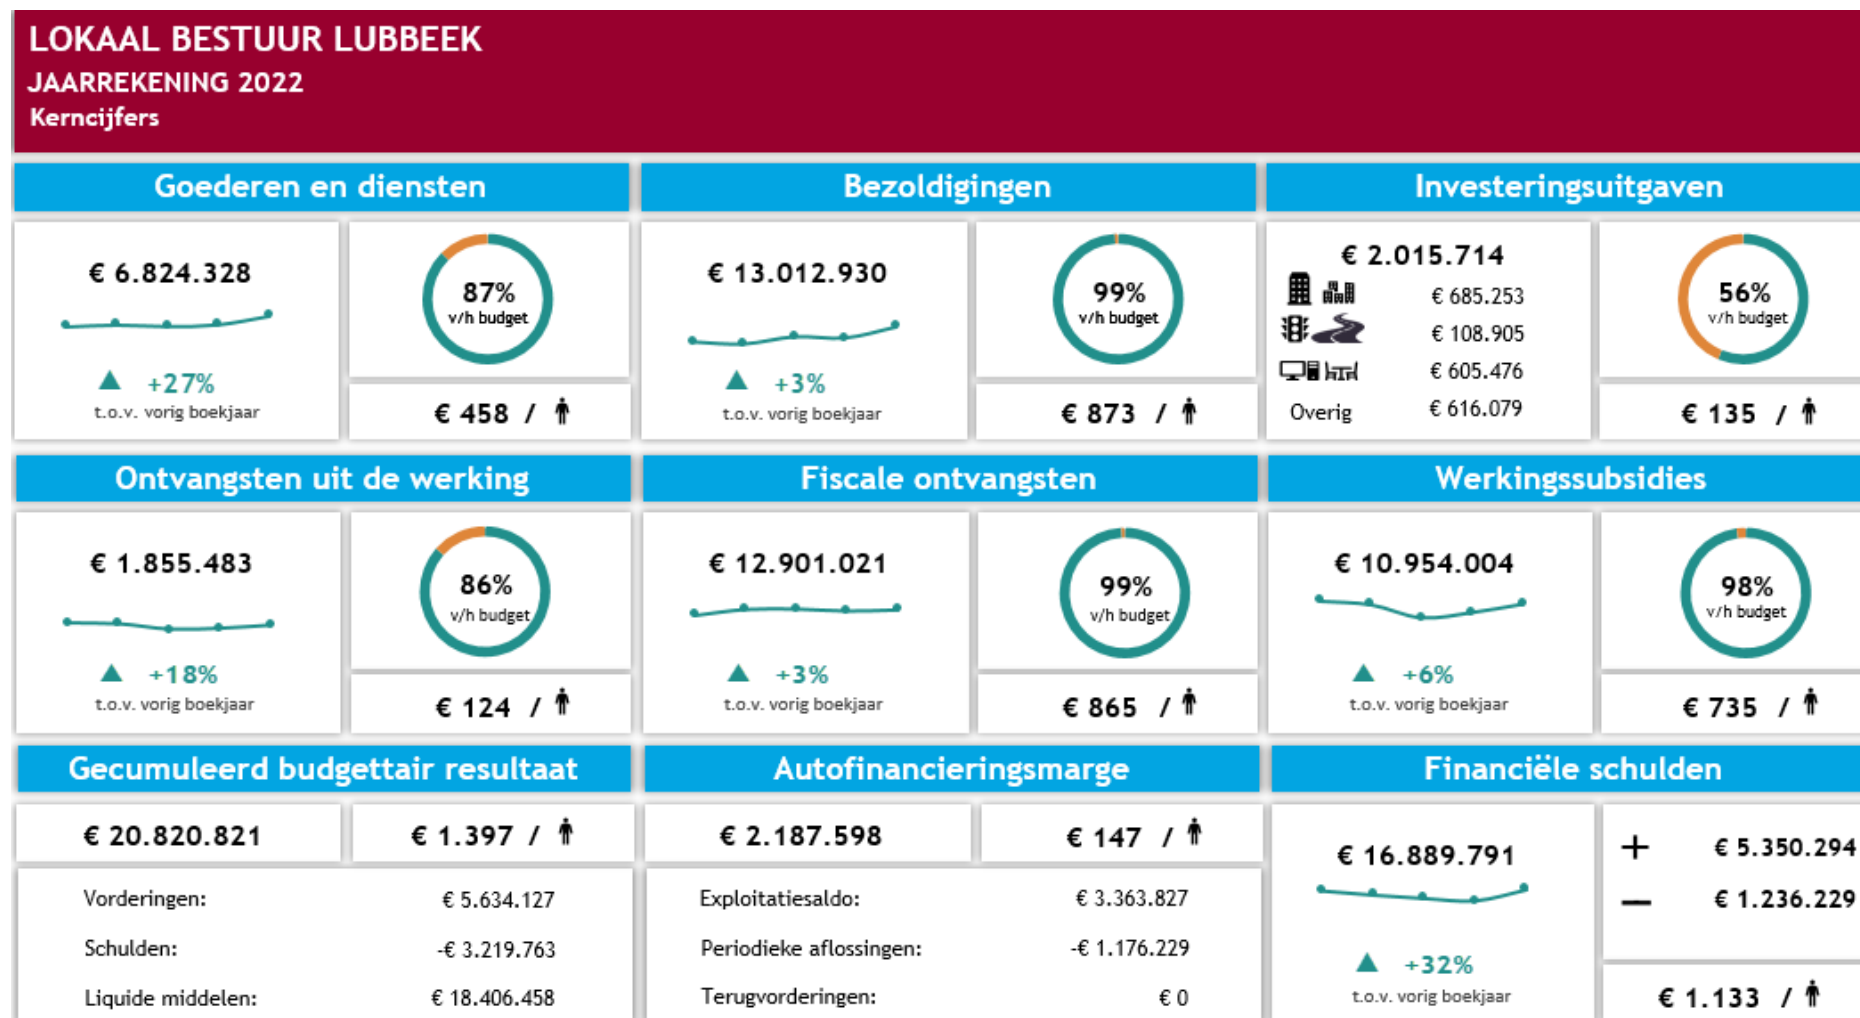 LOKAAL BESTUUR LUBBEEK
JAARREKENING 2022
Kerncijfers
Goederen en diensten
€ 6.824.328
+27%
t.o.v. vorig boekjaar
87%
v/h budget
€ 458 /
Bezoldigingen
€ 13.012.930
+3%
t.o.v. vorig boekjaar
99%
v/h budget
€ 873 /
Investeringsuitgaven
€ 2.015.714
€ 685.253
€ 108.905
€ 605.476
Overig € 616.079
56%
v/h budget
€ 135 /
Ontvangsten uit de werking
€ 1.855.483
+18%
t.o.v. vorig boekjaar
86%
v/h budget
€ 124 /
Fiscale ontvangsten
€ 12.901.021
+3%
t.o.v. vorig boekjaar
99%
v/h budget
€ 865 /
Werkingssubsidies
€ 10.954.004
+6%
t.o.v. vorig boekjaar
98%
v/h budget
€ 735 /
Gecumuleerd budgettair resultaat
€ 20.820.821
€ 1.397 /
Vorderingen: € 5.634.127
Schulden: -€ 3.219.763
Liquide middelen: € 18.406.458
Autofinancieringsmarge
€ 2.187.598
€ 147 /
Exploitatiesaldo: € 3.363.827
Periodieke aflossingen: -€ 1.176.229
Terugvorderingen: € 0
Financiële schulden
€ 16.889.791
+32%
t.o.v. vorig boekjaar
+ € 5.350.294
— € 1.236.229
€ 1.133 /